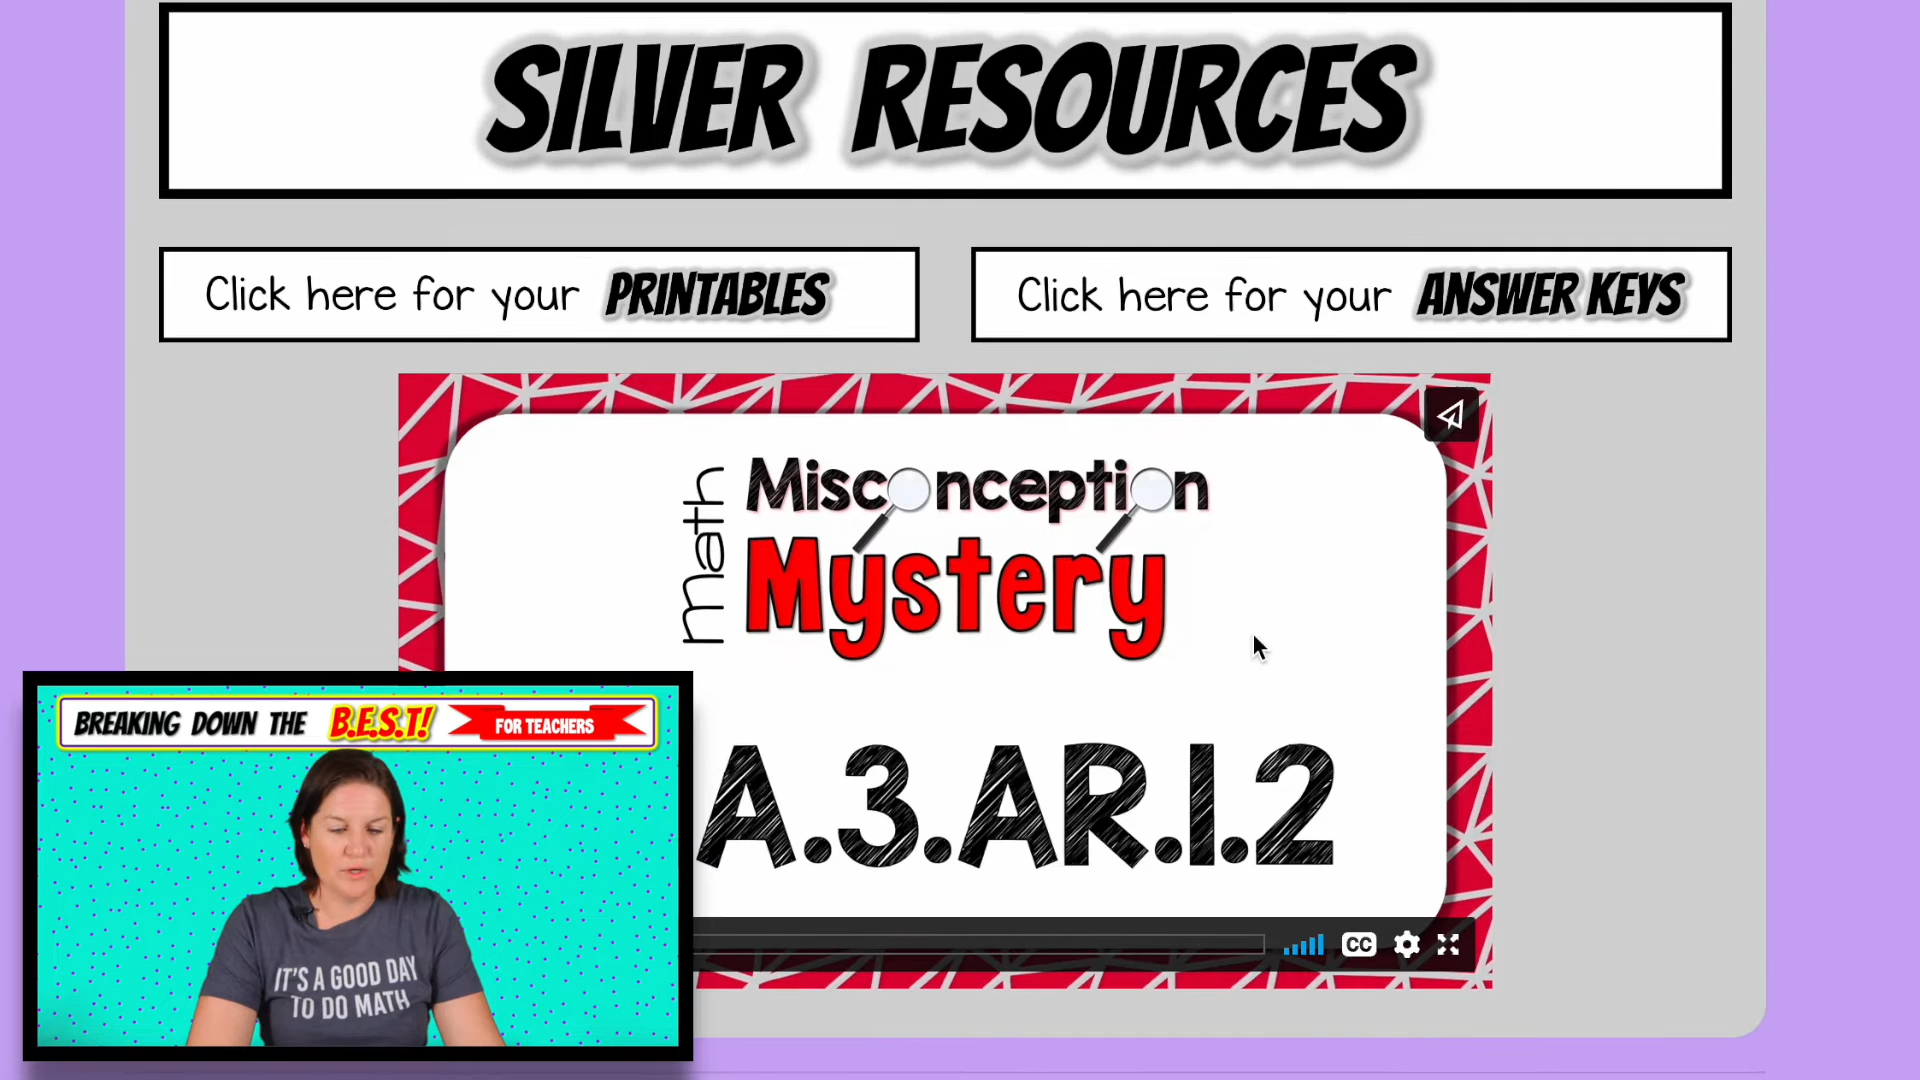 SILVER RESOURCES
Click here for your PRINTABLES
Click here for your ANSWER KEYS
Math
Misconception
Mystery
A.3.AR.1.2
CC
BREAKING DOWN THE B.E.S.T! FOR TEACHERS
IT'S A GOOD DAY
TO DO MATH